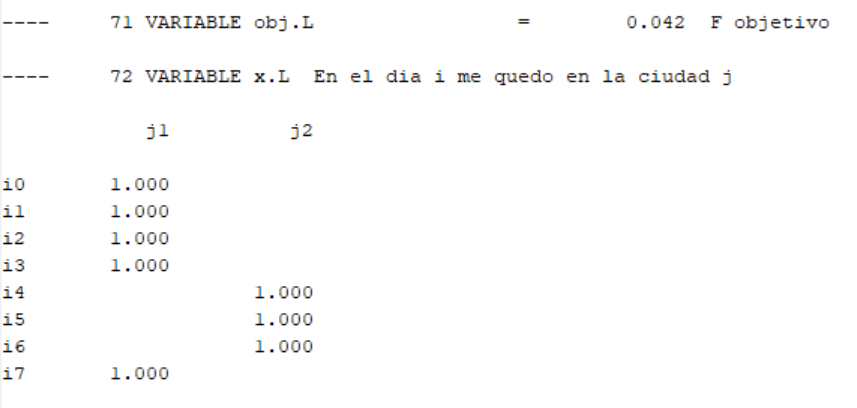 ---- 71 VARIABLE obj.L = 0.042 F objetivo
---- 72 VARIABLE x.L En el dia i me quedo en la ciudad j
j1 j2
i0 1.000
i1 1.000
i2 1.000
i3 1.000
i4 1.000
i5 1.000
i6 1.000
i7 1.000